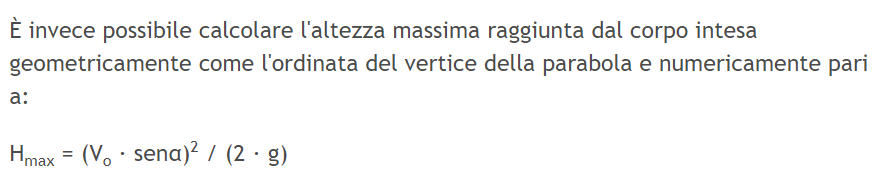 È invece possibile calcolare l'altezza massima raggiunta dal corpo intesa
geometricamente come l'ordinata del vertice della parabola e numericamente pari
a:
Hmax = (Vo · senα)² / (2 · g)